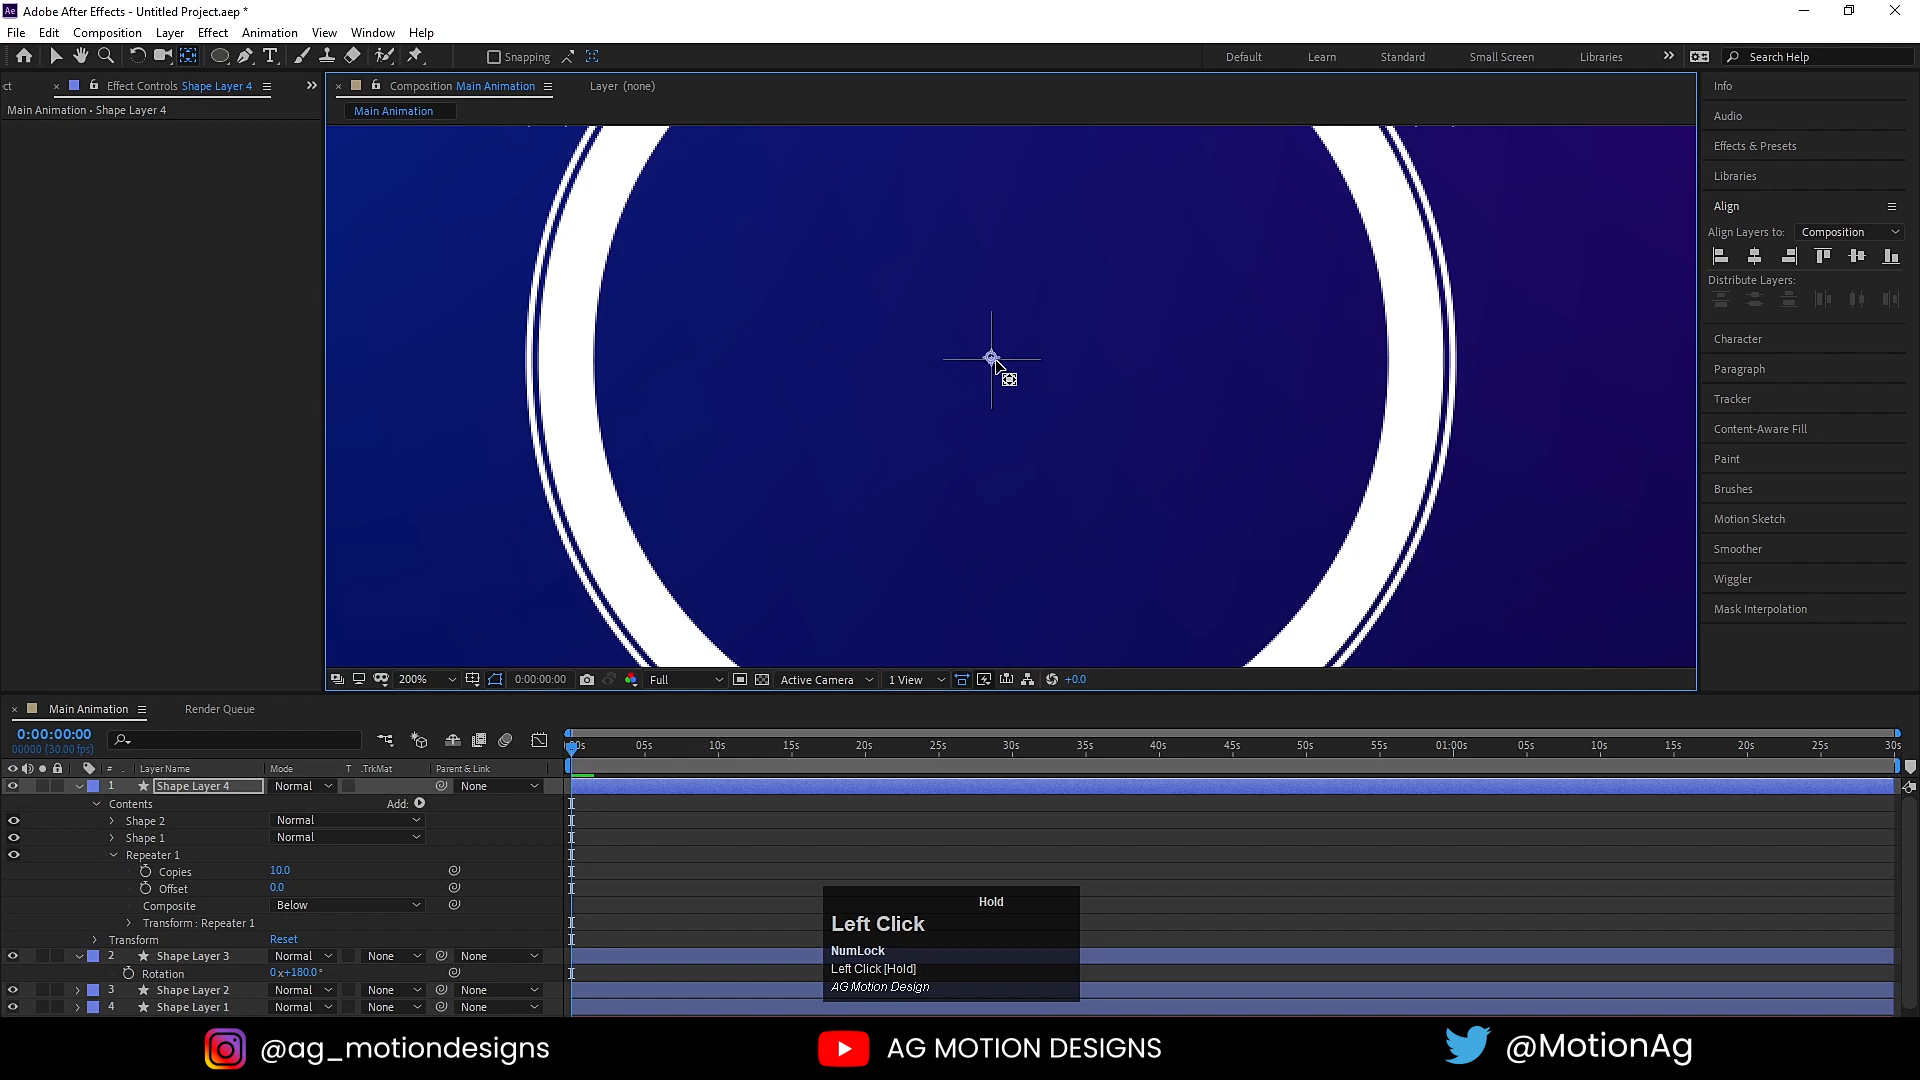 Ae Adobe After Effects - Untitled Project.aep *
File Edit Composition Layer Effect Animation View Window Help
Snapping
Default Learn Standard Small Screen Libraries Search Help
ct Effect Controls Shape Layer 4
Main Animation • Shape Layer 4
Composition Main Animation
Layer (none)
Main Animation
Info
Audio
Effects & Presets
Libraries
Align
Align Layers to: Composition
Distribute Layers:
Character
Paragraph
Tracker
Content-Aware Fill
Paint
Brushes
Motion Sketch
Smoother
Wiggler
Mask Interpolation
200% 0:00:00:00 Full Active Camera 1 View +0.0
Main Animation Render Queue
0:00:00:00
00000 (30.00 fps)
00s 05s 10s 15s 20s 25s 30s 35s 40s 45s 50s 55s 01:00s 05s 10s 15s 20s 25s 30s
# Layer Name Mode T .TrkMat Parent & Link
1 Shape Layer 4 Normal None
Contents Add:
Shape 2 Normal
Shape 1 Normal
Repeater 1
Copies 10.0
Offset 0.0
Composite Below
Transform : Repeater 1
Transform Reset
2 Shape Layer 3 Normal None None
Rotation 0x+180.0°
3 Shape Layer 2 Normal None None
4 Shape Layer 1 Normal None None
Hold
Left Click
NumLock
Left Click [Hold]
AG Motion Design
@ag_motiondesigns AG MOTION DESIGNS @MotionAg